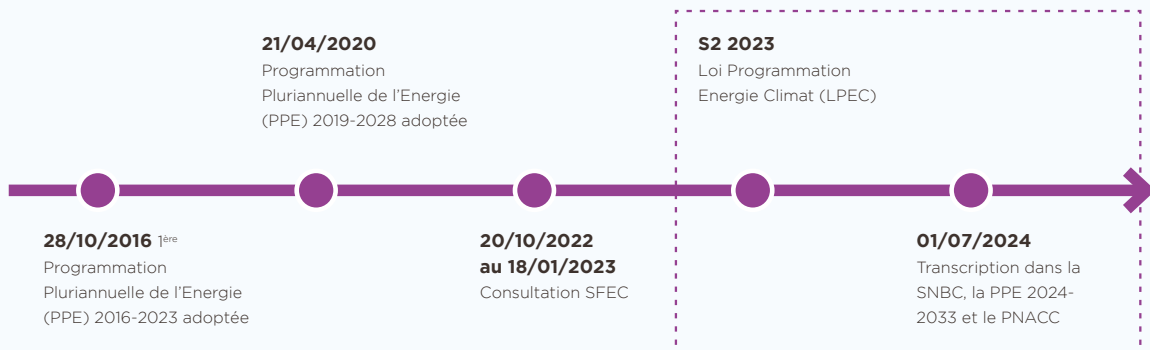 21/04/2020
Programmation
Pluriannuelle de l'Energie
(PPE) 2019-2028 adoptée
S2 2023
Loi Programmation
Energie Climat (LPEC)
28/10/2016 1ère
Programmation
Pluriannuelle de l'Energie
(PPE) 2016-2023 adoptée
20/10/2022
au 18/01/2023
Consultation SFEC
01/07/2024
Transcription dans la
SNBC, la PPE 2024-
2033 et le PNACC